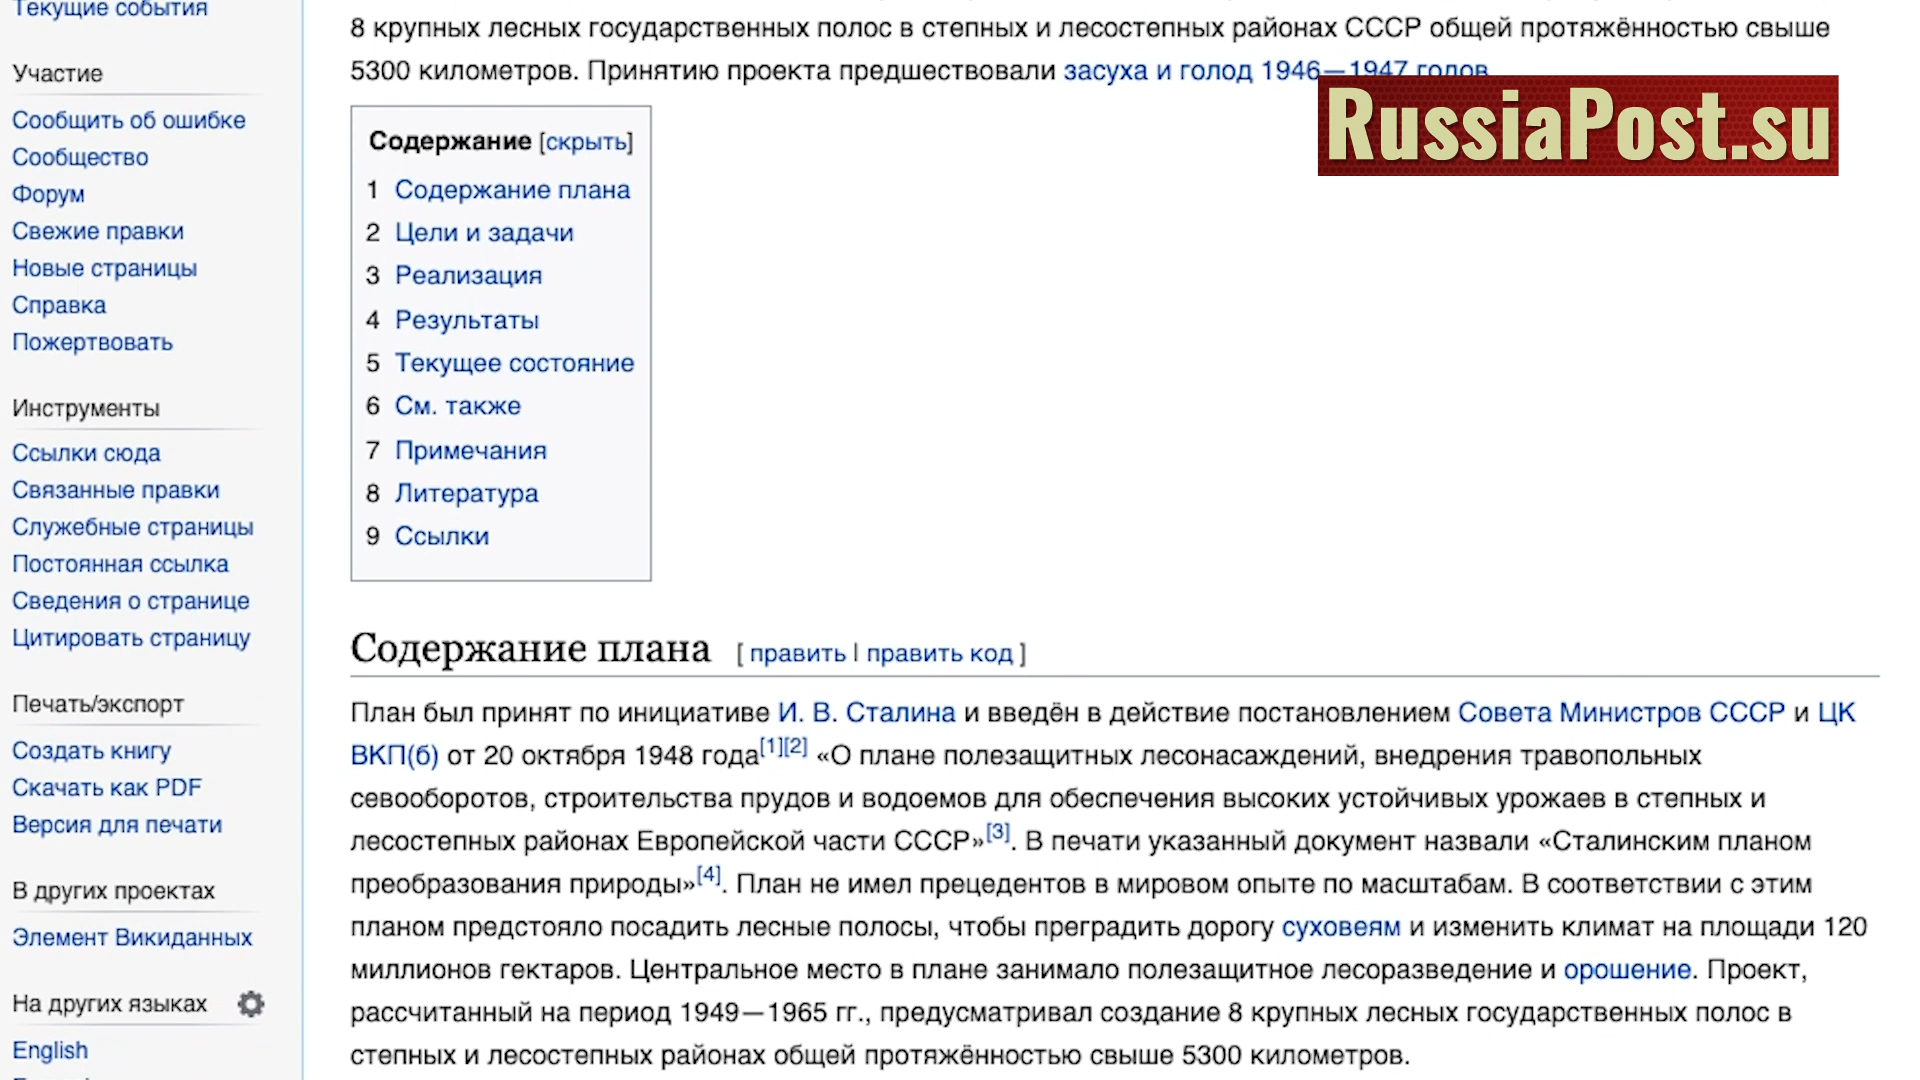 Текущие события
Участие
Сообщить об ошибке
Сообщество
Форум
Свежие правки
Новые страницы
Справка
Пожертвовать
Инструменты
Ссылки сюда
Связанные правки
Служебные страницы
Постоянная ссылка
Сведения о странице
Цитировать страницу
Печать/экспорт
Создать книгу
Скачать как PDF
Версия для печати
В других проектах
Элемент Викиданных
На других языках
English
8 крупных лесных государственных полос в степных и лесостепных районах СССР общей протяжённостью свыше
5300 километров. Принятию проекта предшествовали засуха и голод 1946—1947 годов
RussiaPost.su
Содержание [скрыть]
1 Содержание плана
2 Цели и задачи
3 Реализация
4 Результаты
5 Текущее состояние
6 См. также
7 Примечания
8 Литература
9 Ссылки
Содержание плана [ править | править код ]
План был принят по инициативе И. В. Сталина и введён в действие постановлением Совета Министров СССР и ЦК
ВКП(б) от 20 октября 1948 года[1][2] «О плане полезащитных лесонасаждений, внедрения травопольных
севооборотов, строительства прудов и водоемов для обеспечения высоких устойчивых урожаев в степных и
лесостепных районах Европейской части СССР»[3]. В печати указанный документ назвали «Сталинским планом
преобразования природы»[4]. План не имел прецедентов в мировом опыте по масштабам. В соответствии с этим
планом предстояло посадить лесные полосы, чтобы преградить дорогу суховеям и изменить климат на площади 120
миллионов гектаров. Центральное место в плане занимало полезащитное лесоразведение и орошение. Проект,
рассчитанный на период 1949—1965 гг., предусматривал создание 8 крупных лесных государственных полос в
степных и лесостепных районах общей протяжённостью свыше 5300 километров.